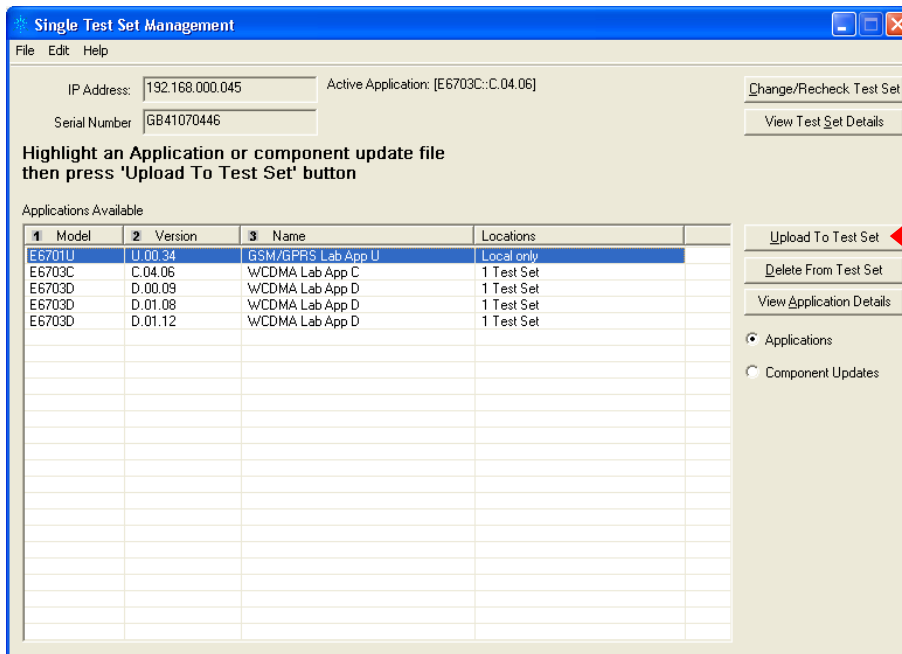 Single Test Set Management
File Edit Help
IP Address: 192.168.000.045 Active Application: [E6703C::C.04.06] Change/Recheck Test Set
Serial Number GB41070446 View Test Set Details
Highlight an Application or component update file
then press 'Upload To Test Set' button
Applications Available
1 Model 2 Version 3 Name Locations Upload To Test Set
E6701U U.00.34 GSM/GPRS Lab App U Local only
E6703C C.04.06 WCDMA Lab App C 1 Test Set Delete From Test Set
E6703D D.00.09 WCDMA Lab App D 1 Test Set
E6703D D.01.08 WCDMA Lab App D 1 Test Set View Application Details
E6703D D.01.12 WCDMA Lab App D 1 Test Set
Applications
Component Updates